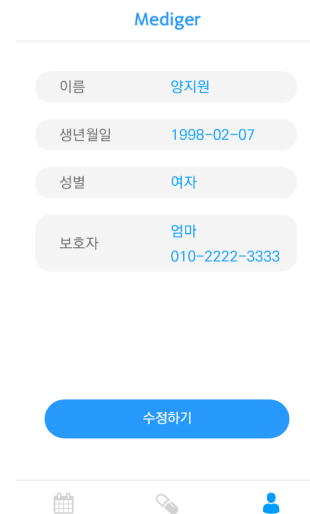 Mediger
이름 양지원
생년월일 1998-02-07
성별 여자
보호자 엄마
010-2222-3333
수정하기